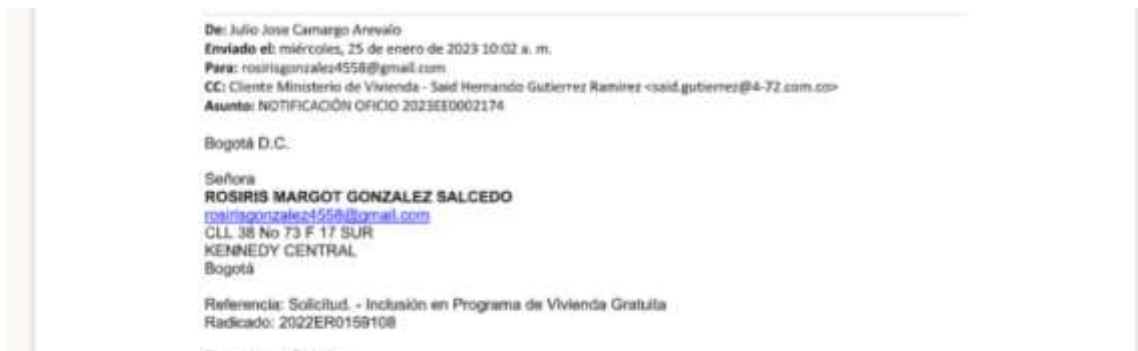 De: Julio Jose Camargo Arevalo
Enviado el: miércoles, 25 de enero de 2023 10:02 a. m.
Para: rosirisgonzalez4558@gmail.com
CC: Cliente Ministerio de Vivienda - Said Hernando Gutierrez Ramirez <said.gutierrez@4-72.com.co>
Asunto: NOTIFICACIÓN OFICIO 2023EE0002174
Bogotá D.C.
Señora
ROSIRIS MARGOT GONZALEZ SALCEDO
rosirisgonzalez4558@gmail.com
CLL 38 No 73 F 17 SUR
KENNEDY CENTRAL
Bogotá
Referencia: Solicitud. - Inclusión en Programa de Vivienda Gratuita
Radicado: 2022ER0159108